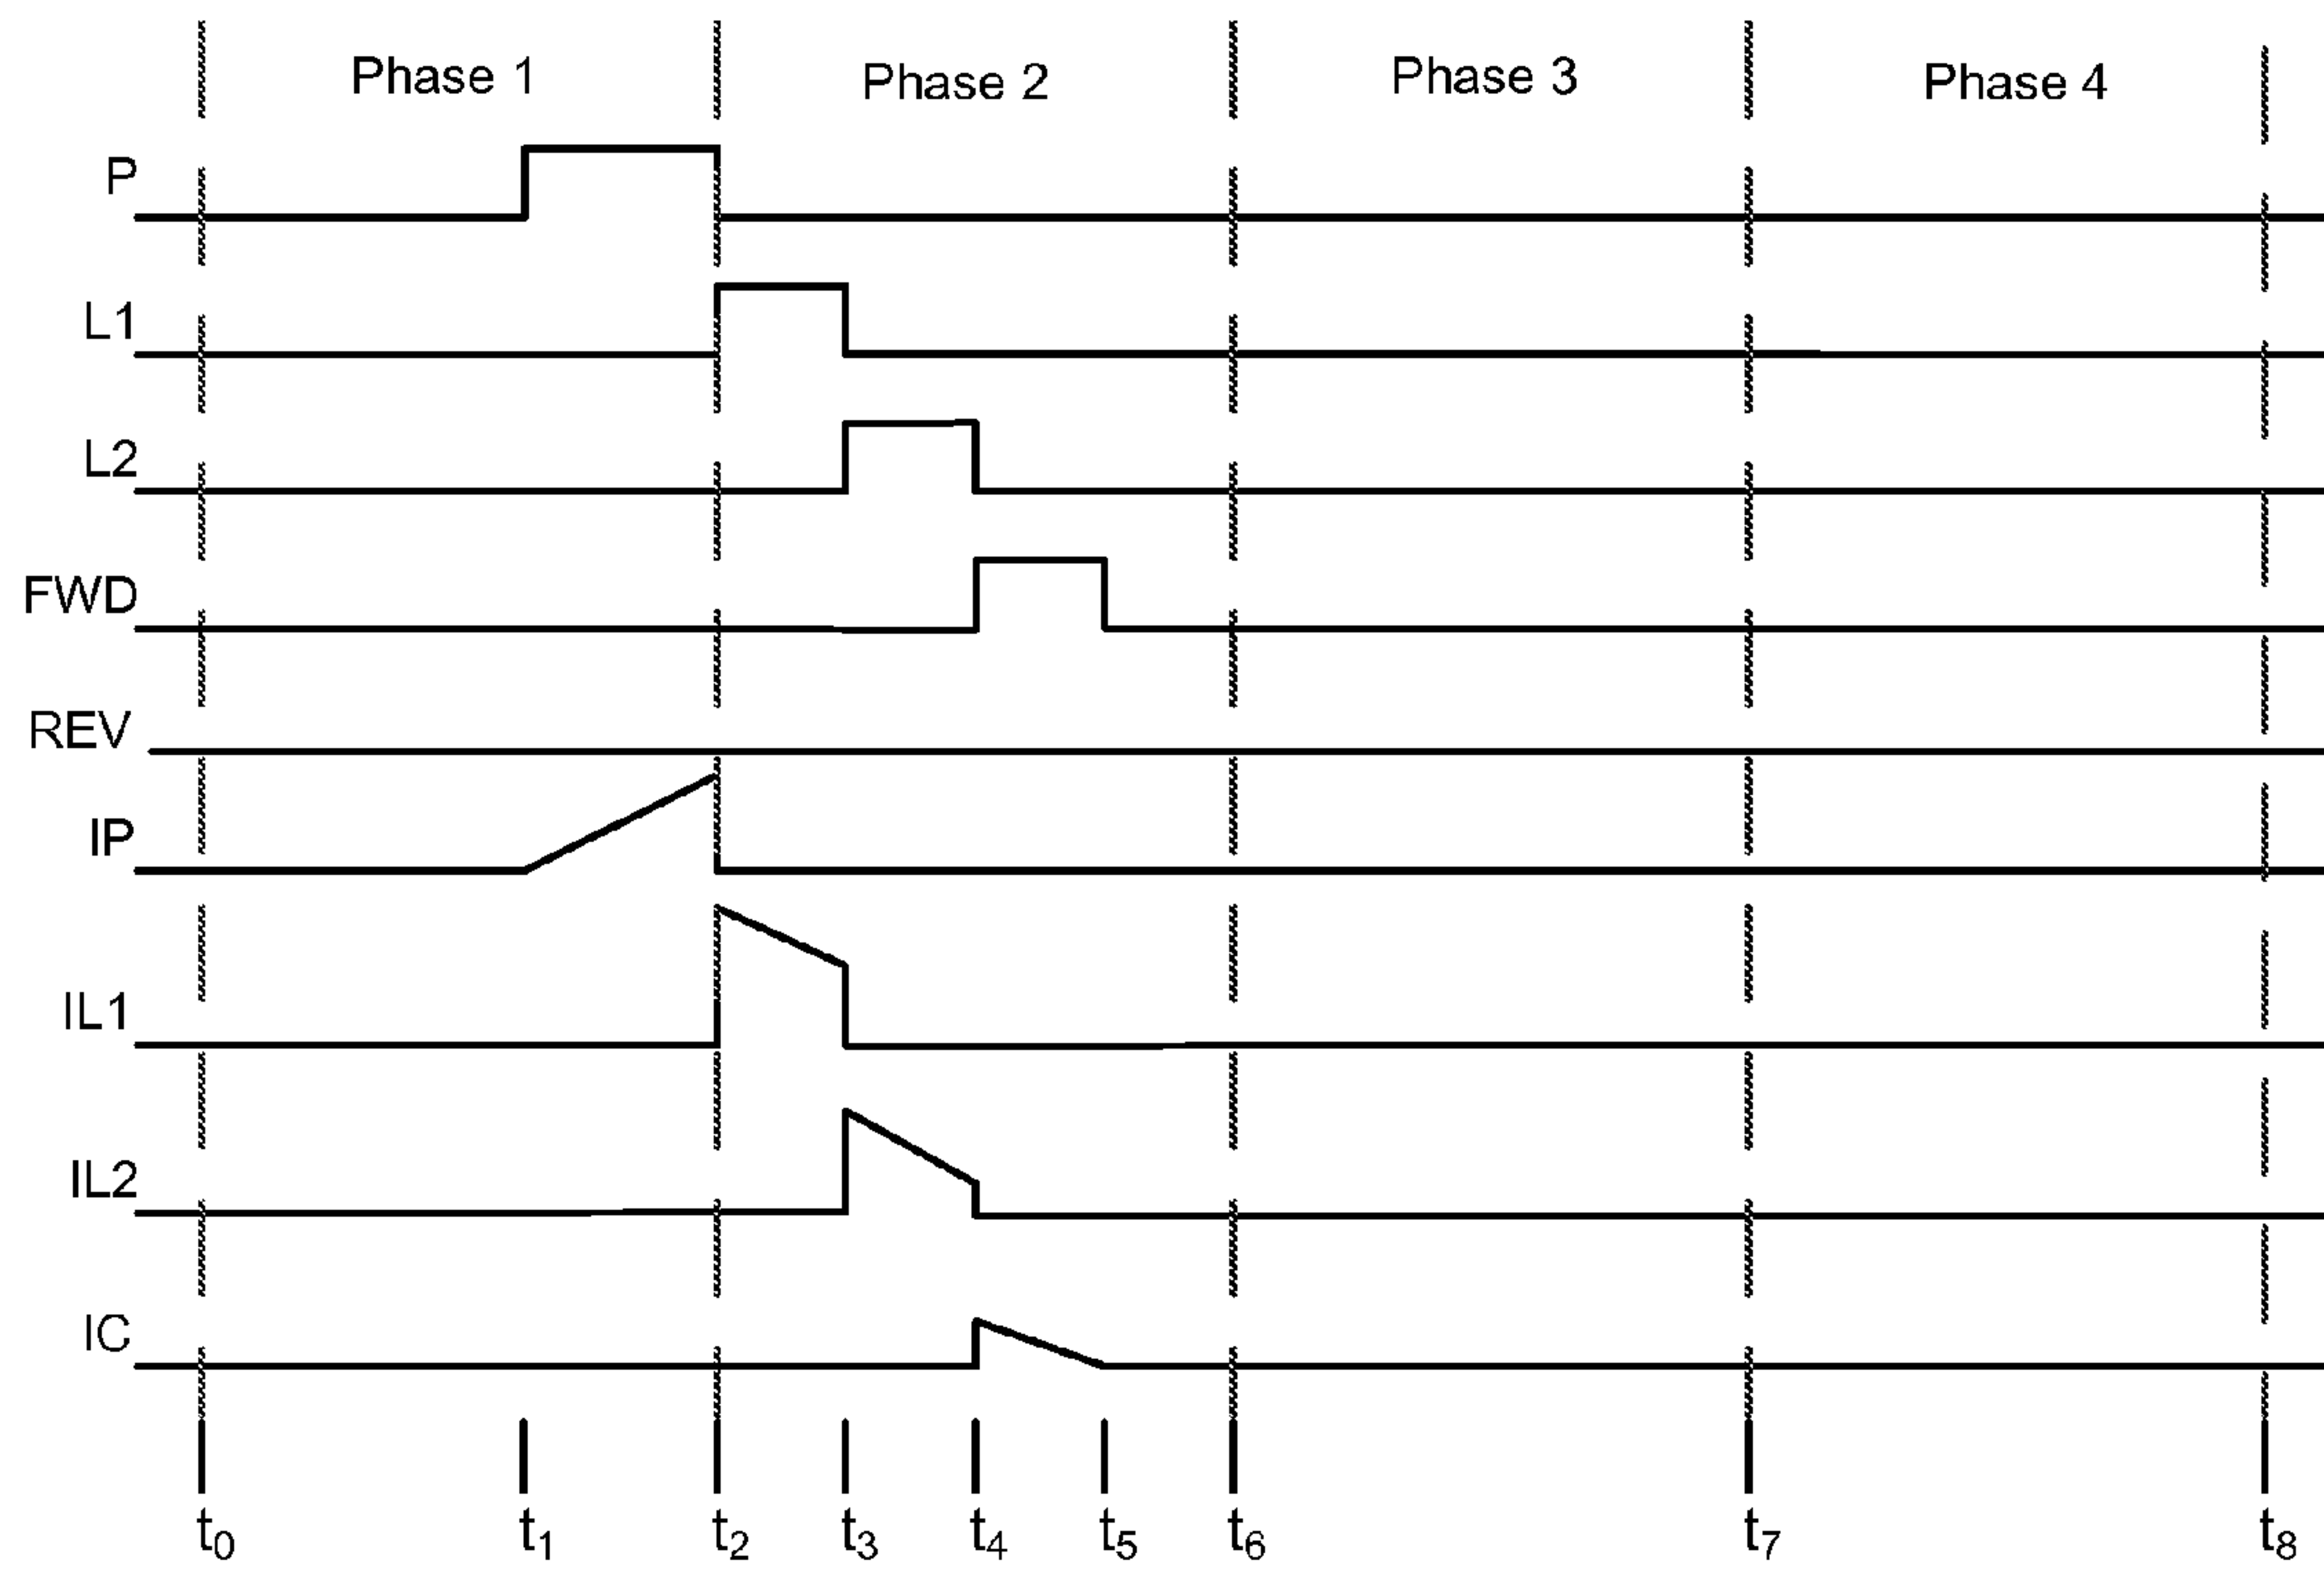 Phase 1 Phase 2 Phase 3 Phase 4
P
L1
L2
FWD
REV
IP
IL1
IL2
IC
t0 t1 t2 t3 t4 t5 t6 t7 t8